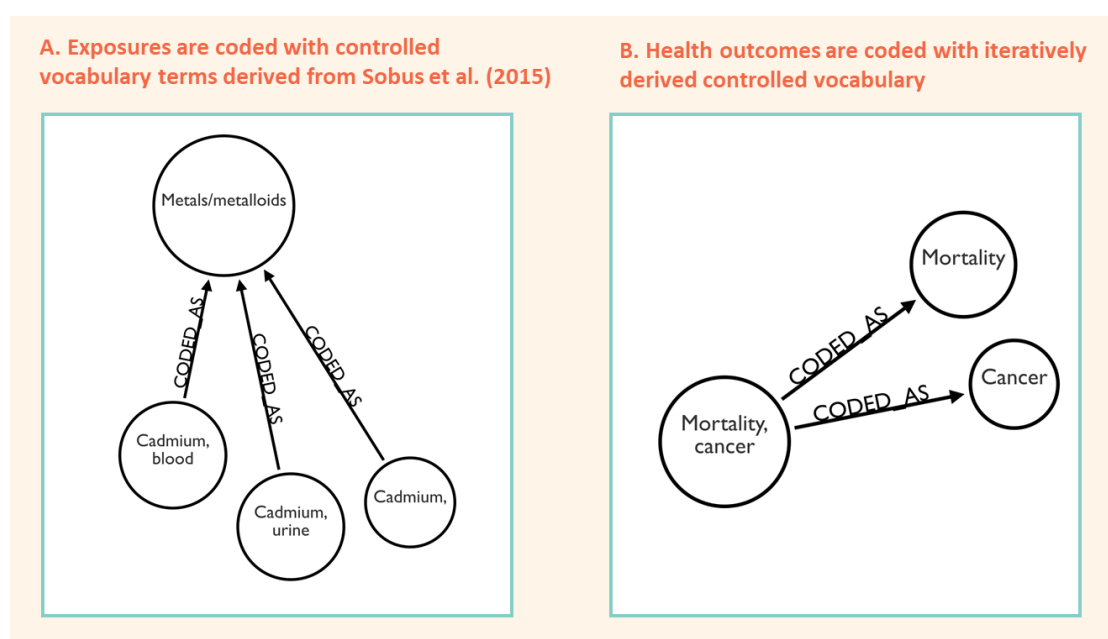 A. Exposures are coded with controlled
vocabulary terms derived from Sobus et al. (2015)
Metals/metalloids
CODED_AS
CODED_AS
CODED_AS
Cadmium,
blood
Cadmium,
urine
Cadmium,
B. Health outcomes are coded with iteratively
derived controlled vocabulary
Mortality
CODED_AS
Cancer
CODED_AS
Mortality,
cancer